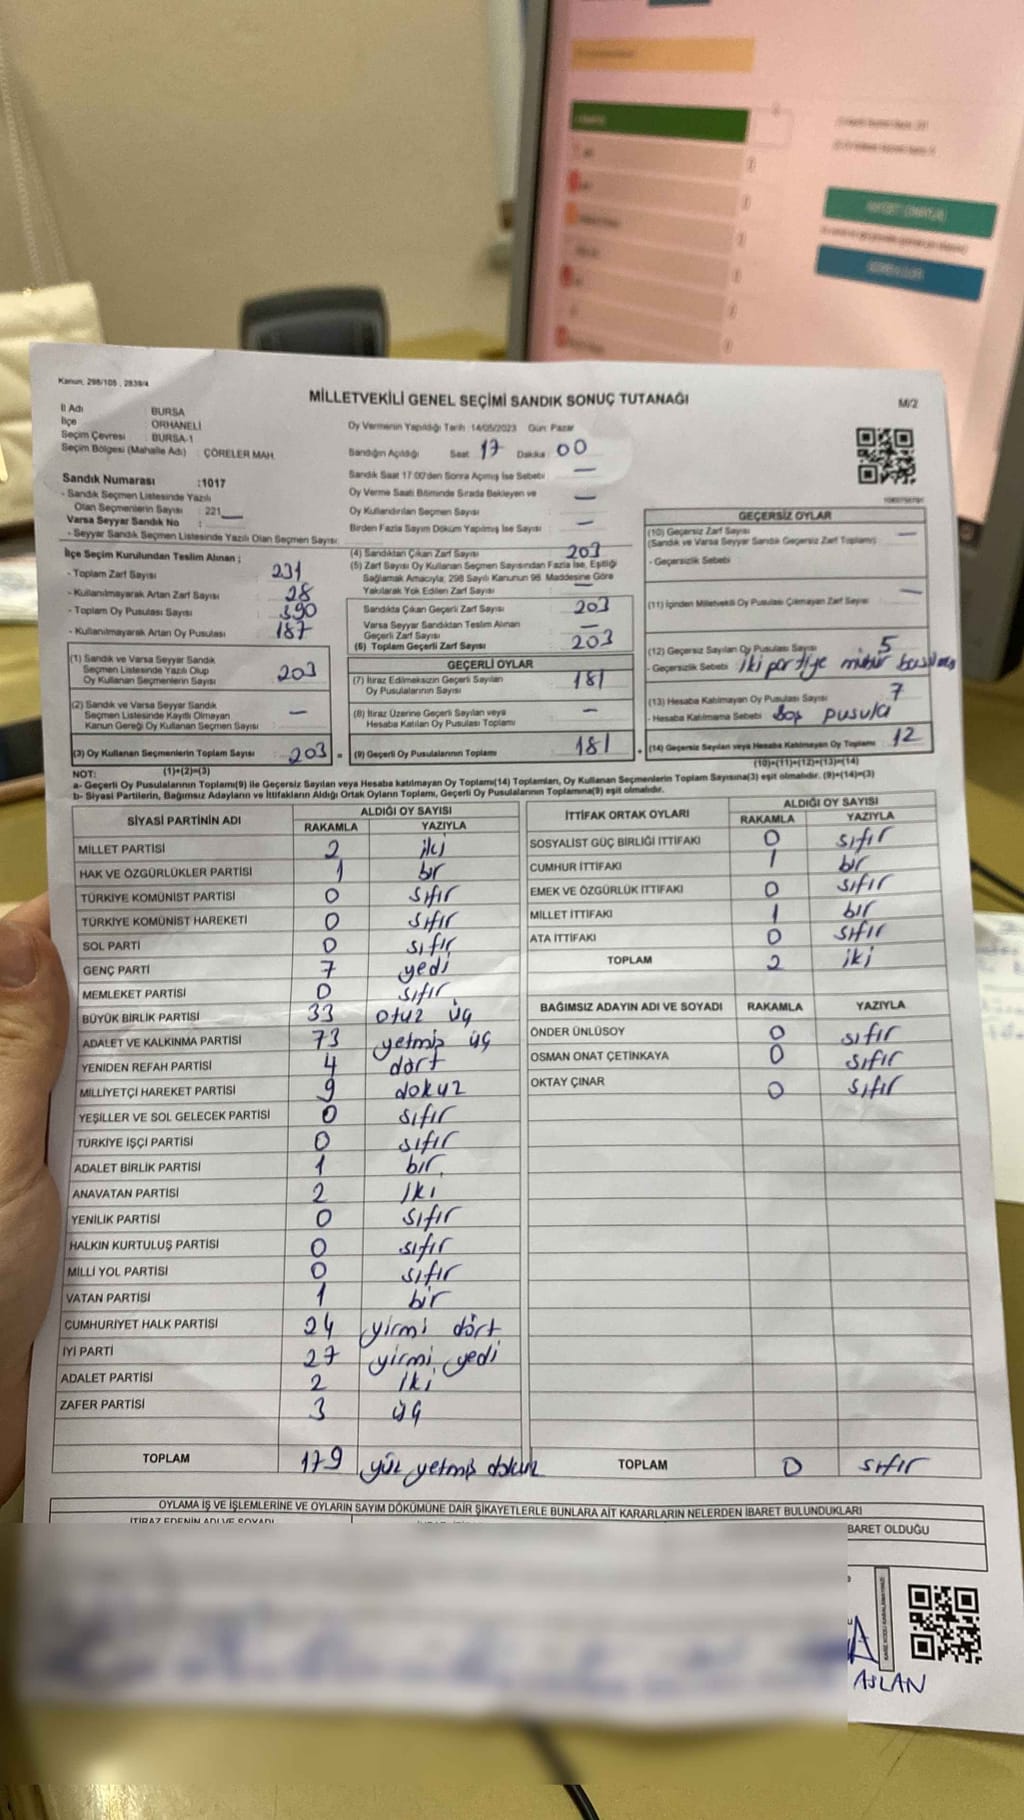 Kanun; 298/105 , 2839/4
MİLLETVEKİLİ GENEL SEÇİMİ SANDIK SONUÇ TUTANAĞI
M/2
İl Adı : BURSA
İlçe : ORHANELİ
Seçim Çevresi : BURSA-1
Seçim Bölgesi (Mahalle Adı) : ÇÖRELER MAH.
Oy Vermenin Yapıldığı Tarih :14/05/2023 Gün: Pazar
Sandığın Açıldığı Saat : 17 Dakika : 00
Sandık Saat 17:00'den Sonra Açılmış İse Sebebi : —
Oy Verme Saati Bitiminde Sırada Bekleyen ve
Oy Kullandırılan Seçmen Sayısı : —
Birden Fazla Sayım Döküm Yapılmış İse Sayısı : —
Sandık Numarası :1017
- Sandık Seçmen Listesinde Yazılı
Olan Seçmenlerin Sayısı : 221
Varsa Seyyar Sandık No :
- Seyyar Sandık Seçmen Listesinde Yazılı Olan Seçmen Sayısı:
İlçe Seçim Kurulundan Teslim Alınan ;
- Toplam Zarf Sayısı 231
- Kullanılmayarak Artan Zarf Sayısı 28
- Toplam Oy Pusulası Sayısı 390
- Kullanılmayarak Artan Oy Pusulası 187
(1) Sandık ve Varsa Seyyar Sandık
Seçmen Listesinde Yazılı Olup
Oy Kullanan Seçmenlerin Sayısı 203
(2) Sandık ve Varsa Seyyar Sandık
Seçmen Listesinde Kayıtlı Olmayan
Kanun Gereği Oy Kullanan Seçmen Sayısı —
(3) Oy Kullanan Seçmenlerin Toplam Sayısı 203
(1)+(2)=(3)
(4) Sandıktan Çıkan Zarf Sayısı 203
(5) Zarf Sayısı Oy Kullanan Seçmen Sayısından Fazla İse, Eşitliği
Sağlamak Amacıyla; 298 Sayılı Kanunun 98. Maddesine Göre
Yakılarak Yok Edilen Zarf Sayısı —
Sandıkta Çıkan Geçerli Zarf Sayısı 203
Varsa Seyyar Sandıktan Teslim Alınan
Geçerli Zarf Sayısı —
(6) Toplam Geçerli Zarf Sayısı 203
GEÇERLİ OYLAR
(7) İtiraz Edilmeksizin Geçerli Sayılan
Oy Pusulalarının Sayısı 181
(8) İtiraz Üzerine Geçerli Sayılan veya
Hesaba Katılan Oy Pusulası Toplamı —
= (9) Geçerli Oy Pusulalarının Toplamı 181
GEÇERSİZ OYLAR
(10) Geçersiz Zarf Sayısı
(Sandık ve Varsa Seyyar Sandık Geçersiz Zarf Toplamı) —
- Geçersizlik Sebebi
(11) İçinden Milletvekili Oy Pusulası Çıkmayan Zarf Sayısı —
(12) Geçersiz Sayılan Oy Pusulası Sayısı 5
- Geçersizlik Sebebi iki partiye mühür basılması
(13) Hesaba Katılmayan Oy Pusulası Sayısı 7
- Hesaba Katılmama Sebebi Boş pusula
+ (14) Geçersiz Sayılan veya Hesaba Katılmayan Oy Toplamı 12
(10)+(11)+(12)+(13)=(14)
NOT:
a- Geçerli Oy Pusulalarının Toplamı(9) ile Geçersiz Sayılan veya Hesaba katılmayan Oy Toplam(14) Toplamları, Oy Kullanan Seçmenlerin Toplam Sayısına(3) eşit olmalıdır. (9)+(14)=(3)
b- Siyasi Partilerin, Bağımsız Adayların ve İttifakların Aldığı Ortak Oyların Toplamı, Geçerli Oy Pusulalarının Toplamına(9) eşit olmalıdır.
SİYASİ PARTİNİN ADI ALDIĞI OY SAYISI
RAKAMLA YAZIYLA
MİLLET PARTİSİ 2 iki
HAK VE ÖZGÜRLÜKLER PARTİSİ 1 bir
TÜRKİYE KOMÜNİST PARTİSİ 0 sıfır
TÜRKİYE KOMÜNİST HAREKETİ 0 sıfır
SOL PARTİ 0 sıfır
GENÇ PARTİ 7 yedi
MEMLEKET PARTİSİ 0 sıfır
BÜYÜK BİRLİK PARTİSİ 33 otuz üç
ADALET VE KALKINMA PARTİSİ 73 yetmiş üç
YENİDEN REFAH PARTİSİ 4 dört
MİLLİYETÇİ HAREKET PARTİSİ 9 dokuz
YEŞİLLER VE SOL GELECEK PARTİSİ 0 sıfır
TÜRKİYE İŞÇİ PARTİSİ 0 sıfır
ADALET BİRLİK PARTİSİ 1 bir
ANAVATAN PARTİSİ 2 iki
YENİLİK PARTİSİ 0 sıfır
HALKIN KURTULUŞ PARTİSİ 0 sıfır
MİLLİ YOL PARTİSİ 0 sıfır
VATAN PARTİSİ 1 bir
CUMHURİYET HALK PARTİSİ 24 yirmi dört
İYİ PARTİ 27 yirmi yedi
ADALET PARTİSİ 2 iki
ZAFER PARTİSİ 3 üç
TOPLAM 179 yüz yetmiş dokuz
İTTİFAK ORTAK OYLARI ALDIĞI OY SAYISI
RAKAMLA YAZIYLA
SOSYALİST GÜÇ BİRLİĞİ İTTİFAKI 0 sıfır
CUMHUR İTTİFAKI 1 bir
EMEK VE ÖZGÜRLÜK İTTİFAKI 0 sıfır
MİLLET İTTİFAKI 1 bir
ATA İTTİFAKI 0 sıfır
TOPLAM 2 iki
BAĞIMSIZ ADAYIN ADI VE SOYADI RAKAMLA YAZIYLA
ÖNDER ÜNLÜSOY 0 sıfır
OSMAN ONAT ÇETİNKAYA 0 sıfır
OKTAY ÇINAR 0 sıfır
TOPLAM 0 sıfır
OYLAMA İŞ VE İŞLEMLERİNE VE OYLARIN SAYIM DÖKÜMÜNE DAİR ŞİKAYETLERLE BUNLARA AİT KARARLARIN NELERDEN İBARET BULUNDUKLARI
İTİRAZ EDENİN ADI VE SOYADI
BARET OLDUĞU
ASLAN